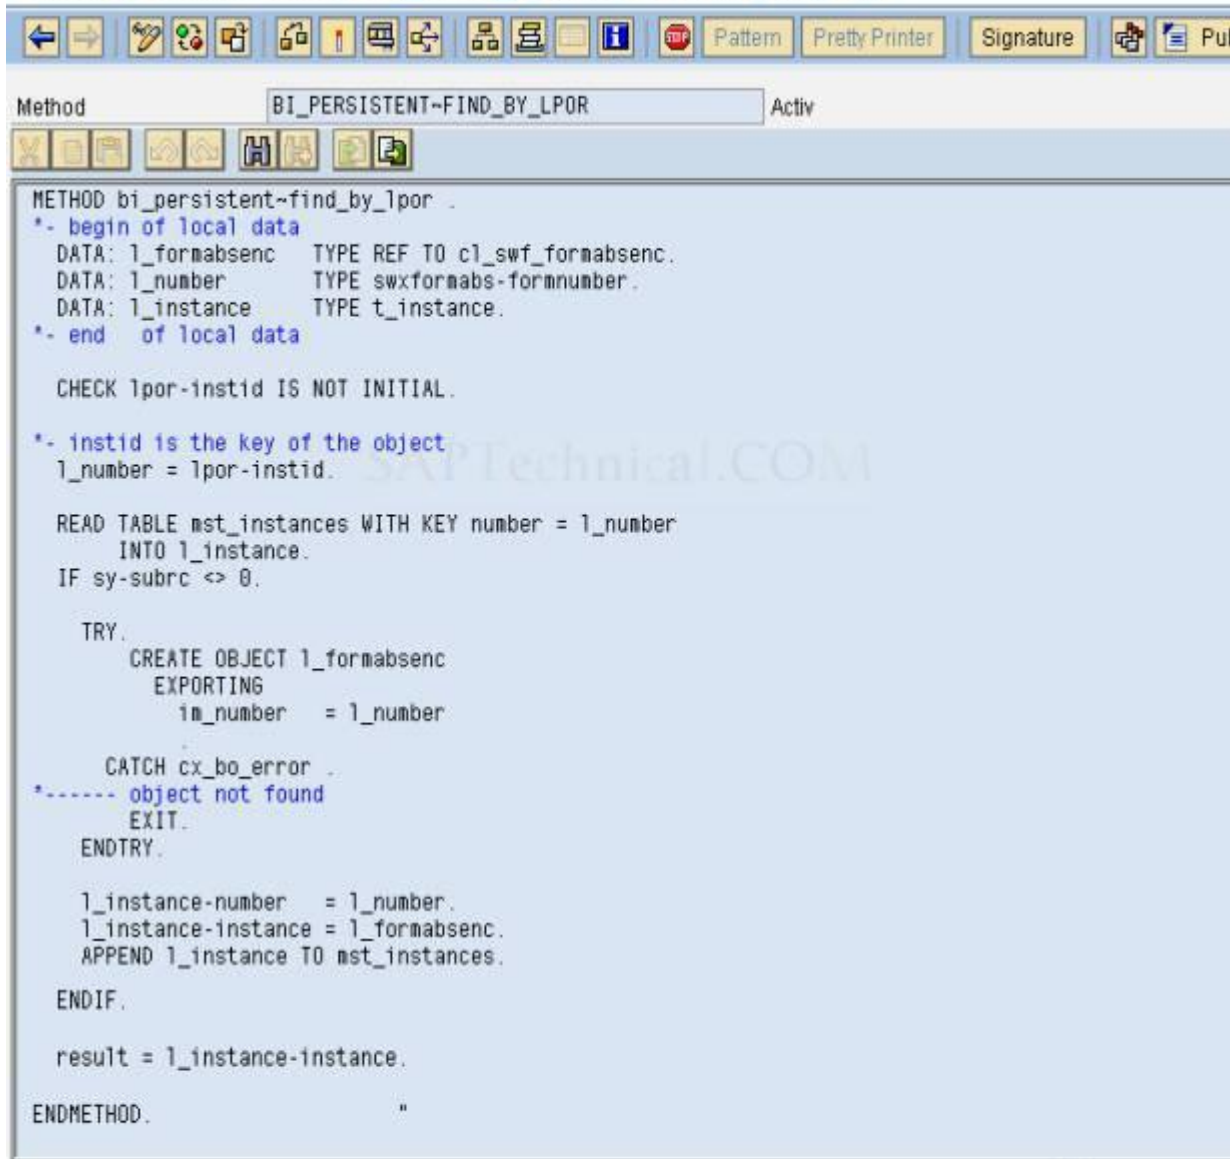 STOP Pattern Pretty Printer Signature Pul
Method BI_PERSISTENT~FIND_BY_LPOR Activ
METHOD bi_persistent~find_by_lpor .
*- begin of local data
DATA: l_formabsenc TYPE REF TO cl_swf_formabsenc.
DATA: l_number TYPE swxformabs-formnumber.
DATA: l_instance TYPE t_instance.
*- end of local data
CHECK lpor-instid IS NOT INITIAL.
*- instid is the key of the object
SAPTechnical.COM
l_number = lpor-instid.
READ TABLE mst_instances WITH KEY number = l_number
INTO l_instance.
IF sy-subrc <> 0.
TRY.
CREATE OBJECT l_formabsenc
EXPORTING
im_number = l_number
.
CATCH cx_bo_error .
*------ object not found
EXIT.
ENDTRY.
l_instance-number = l_number.
l_instance-instance = l_formabsenc.
APPEND l_instance TO mst_instances.
ENDIF.
result = l_instance-instance.
ENDMETHOD. "